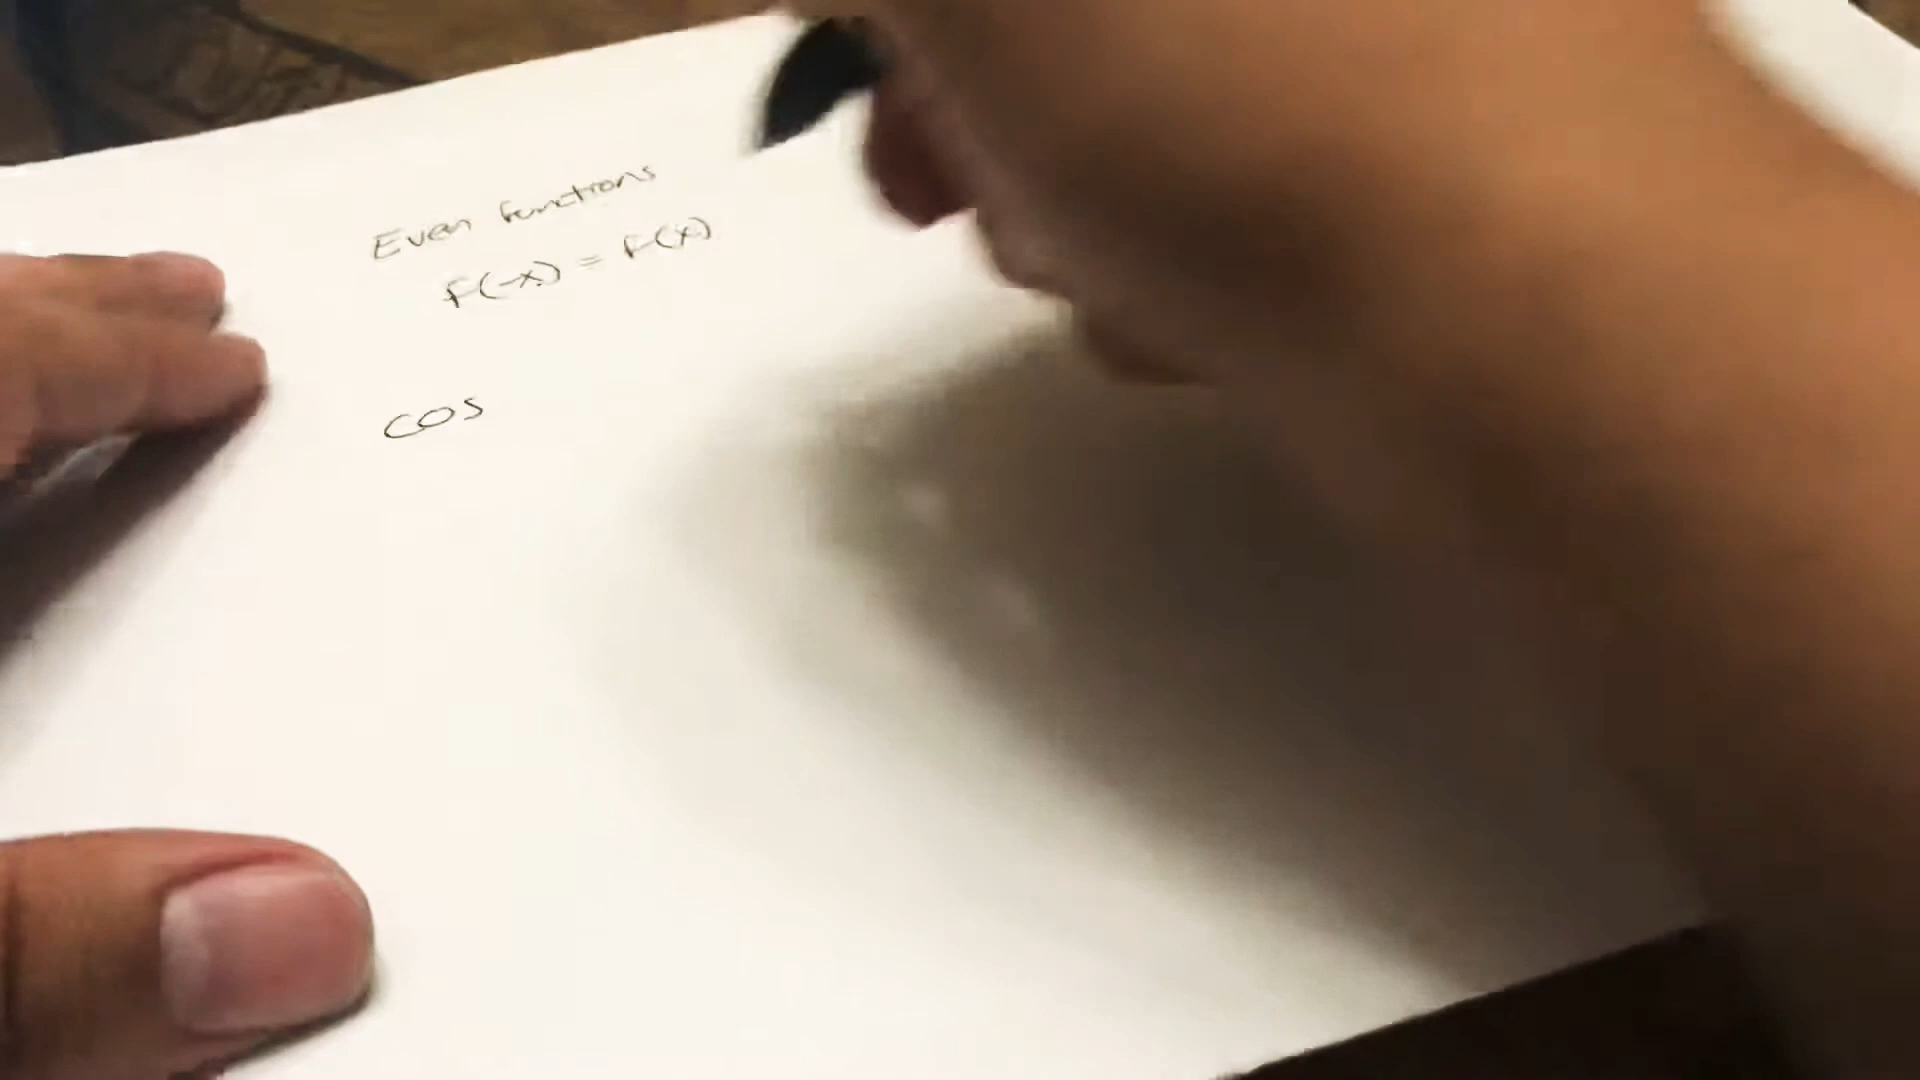 Even functions
F(-x) = F(x)
cos